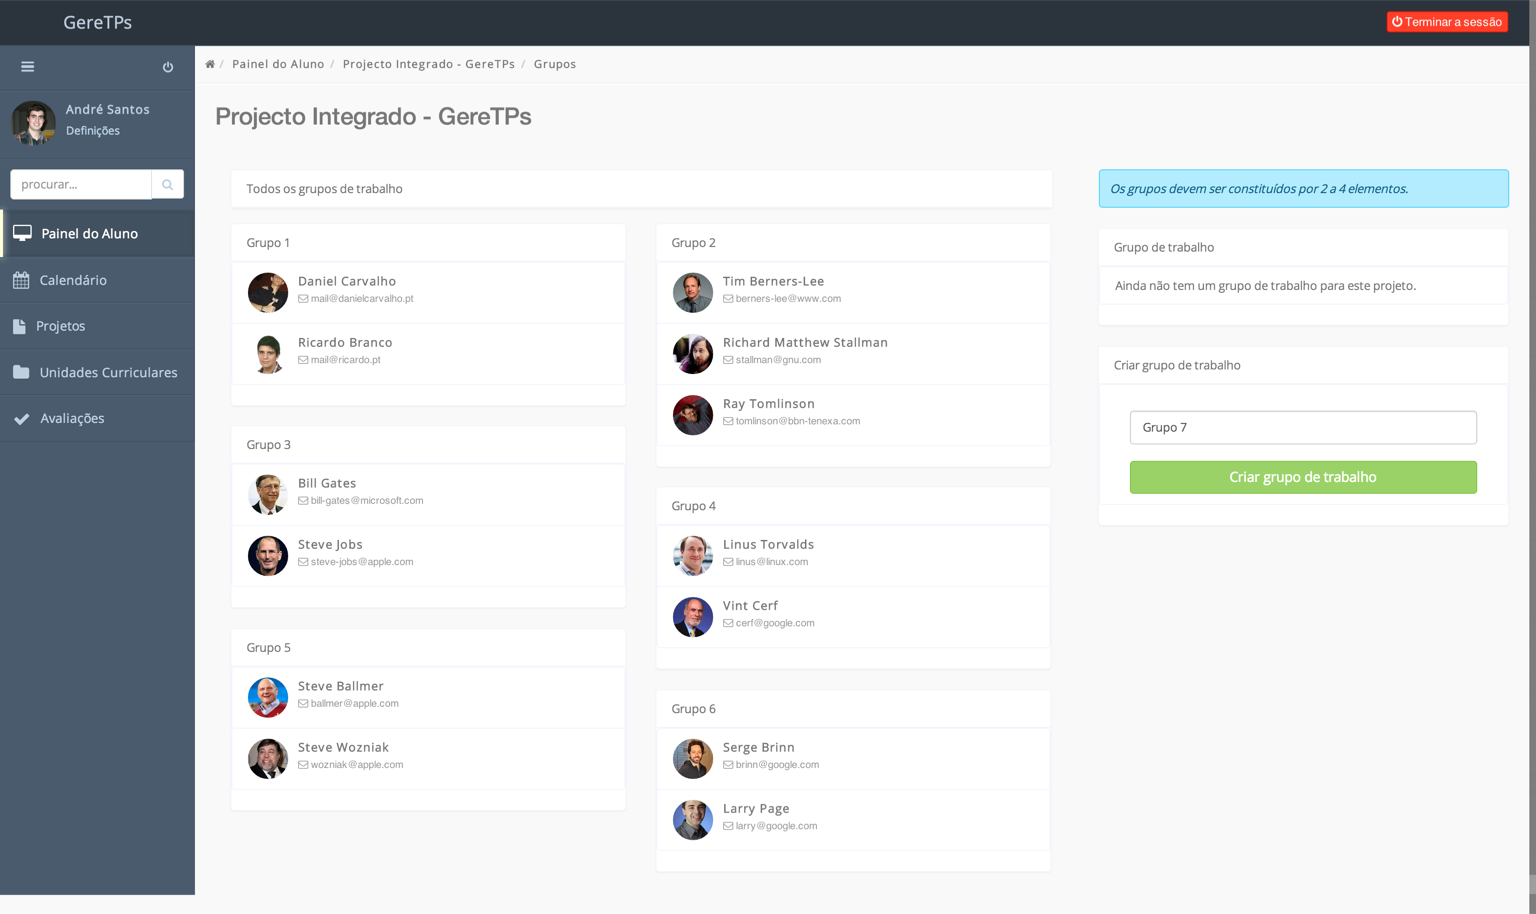 GereTPs
Terminar a sessão
André Santos
Definições
procurar...
Painel do Aluno
Calendário
Projetos
Unidades Curriculares
Avaliações
/ Painel do Aluno / Projecto Integrado - GereTPs / Grupos
Projecto Integrado - GereTPs
Todos os grupos de trabalho
Grupo 1
Daniel Carvalho
mail@danielcarvalho.pt
Ricardo Branco
mail@ricardo.pt
Grupo 3
Bill Gates
bill-gates@microsoft.com
Steve Jobs
steve-jobs@apple.com
Grupo 5
Steve Ballmer
ballmer@apple.com
Steve Wozniak
wozniak@apple.com
Grupo 2
Tim Berners-Lee
berners-lee@www.com
Richard Matthew Stallman
stallman@gnu.com
Ray Tomlinson
tomlinson@bbn-tenexa.com
Grupo 4
Linus Torvalds
linus@linux.com
Vint Cerf
cerf@google.com
Grupo 6
Serge Brinn
brinn@google.com
Larry Page
larry@google.com
Os grupos devem ser constituídos por 2 a 4 elementos.
Grupo de trabalho
Ainda não tem um grupo de trabalho para este projeto.
Criar grupo de trabalho
Grupo 7
Criar grupo de trabalho